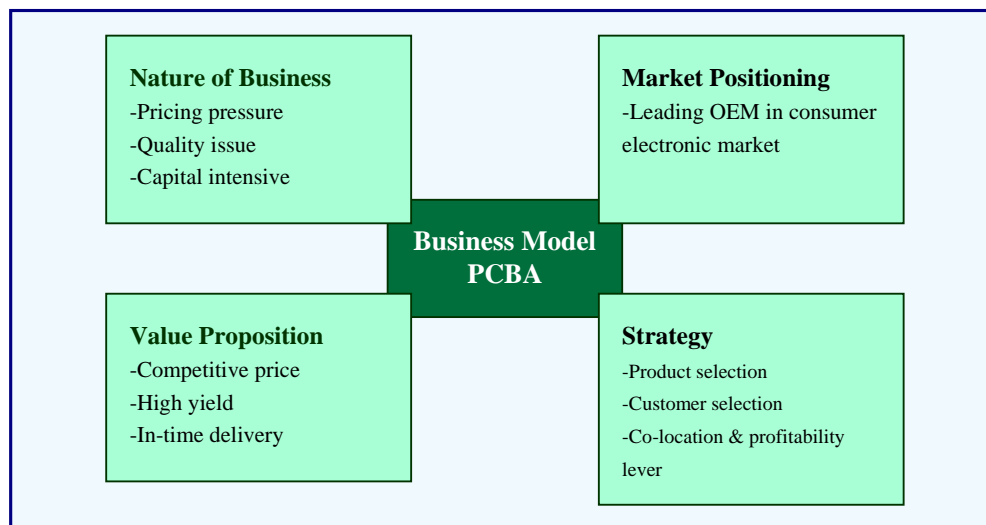 Nature of Business
-Pricing pressure
-Quality issue
-Capital intensive
Market Positioning
-Leading OEM in consumer
electronic market
Business Model
PCBA
Value Proposition
-Competitive price
-High yield
-In-time delivery
Strategy
-Product selection
-Customer selection
-Co-location & profitability
lever